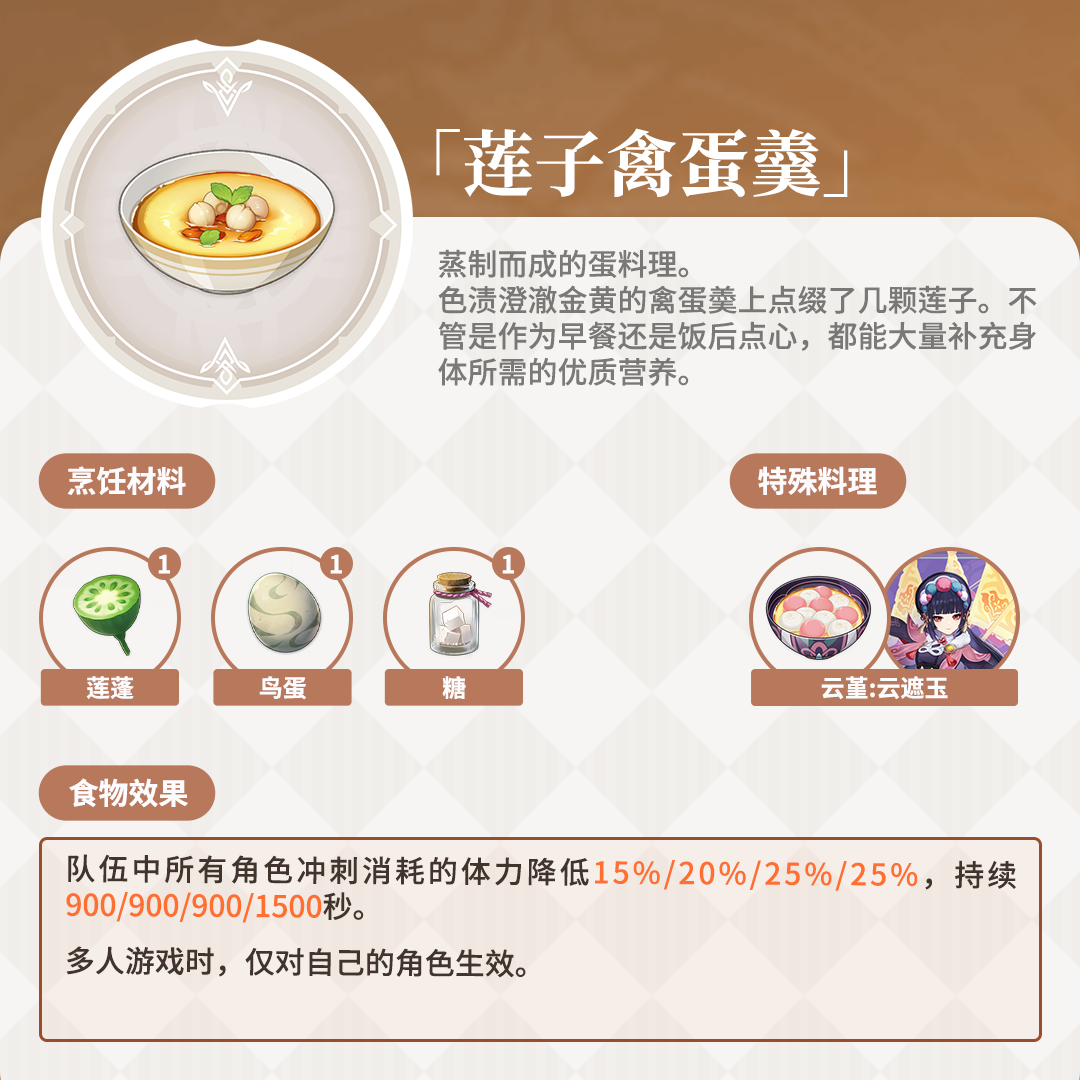 「莲子禽蛋羹」
蒸制而成的蛋料理。
色渍澄澈金黄的禽蛋羹上点缀了几颗莲子。不
管是作为早餐还是饭后点心，都能大量补充身
体所需的优质营养。
烹饪材料
特殊料理
1
1
1
莲蓬
鸟蛋
糖
云堇:云遮玉
食物效果
队伍中所有角色冲刺消耗的体力降低15%/20%/25%/25%，持续
900/900/900/1500秒。
多人游戏时，仅对自己的角色生效。